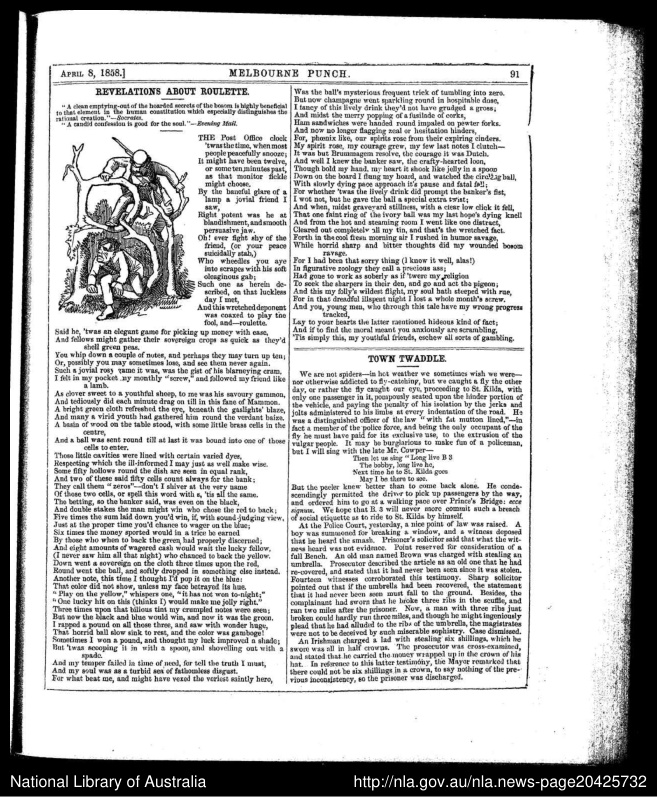 APRIL 8, 1858.]
MELBOURNE PUNCH.
91
REVELATIONS ABOUT ROULETTE.
"A clean emptying-out of the hoarded secrets of the bosom is highly beneficial
to that element in the human constitution which especially distinguishes the
rational creation."—Socrates.
"A candid confession is good for the soul."—Evening Mail.
THE Post Office clock
'twas the time, when most
people peacefully snooze;
It might have been twelve,
or some ten minutes past,
as that monitor fickle
might choose.
By the baneful glare of a
lamp a jovial friend I
saw,
Right potent was he at
blandishment, and smooth
persuasive jaw.
Oh! ever fight shy of the
friend, (or your peace
suicidally stab,)
Who wheedles you aye
into scrapes with his soft
oleaginous gab;
Such one as herein de-
scribed, on that luckless
day I met,
And this wretched deponent
was coaxed to play the
fool, and—roulette.
Said he, 'twas an elegant game for picking up money with ease,
And fellows might gather their sovereign crops as quick as they'd
shell green peas.
You whip down a couple of notes, and perhaps they may turn up ten;
Or, possibly you may sometimes lose, and see them never again.
Such a jovial rosy game it was, was the gist of his blarneying cram,
I felt in my pocket my monthly "screw," and followed my friend like
a lamb.
As clover sweet to a youthful sheep, to me was his savoury gammon,
And tediously did each minute drag on till in this fane of Mammon.
A bright green cloth refreshed the eye, beneath the gaslights' blaze,
And many a virid youth had gathered him round the verdant baize.
A basin of wood on the table stood, with some little brass cells in the
centre,
And a ball was sent round till at last it was bound into one of those
cells to enter.
Those little cavities were lined with certain varied dyes,
Respecting which the ill-informed I may just as well make wise.
Some fifty hollows round the dish are seen in equal rank,
And two of these said fifty cells count always for the bank;
They call them "zeros"—don't I shiver at the very name
Of those two cells, or spell this word with s, 'tis all the same.
The betting, so the banker said, was even on the black,
And double stakes the man might win who chose the red to back;
Five times the sum laid down you'd win, if, with sound-judging view,
Just at the proper time you'd chance to wager on the blue;
Six times the money sported would in a trice be earned
By those who when to back the green had properly discerned;
And eight amounts of wagered cash would wait the lucky fellow,
(I never saw him all that night) who chanced to back the yellow.
Down went a sovereign on the cloth three times upon the red,
Round went the ball, and softly dropped in something else instead.
Another note, this time I thought I'd pop it on the blue:
That color did not show, unless my face betrayed its hue.
"Play on the yellow," whispers one, "it has not won to-night;"
"One lucky hit on this (thinks I) would make me jolly right."
Three times upon that bilious tint my crumpled notes were seen;
But now the black and blue would win, and now it was the green.
I rapped a pound on all those three, and saw with wonder huge,
That horrid ball slow sink to rest, and the color was gamboge!
Sometimes I won a pound, and thought my luck improved a shade;
But 'twas scooping it in with a spoon, and shovelling out with a
spade.
And my temper failed in time of need, for tell the truth I must,
And my soul was as a turbid sea of fathomless disgust.
For what beat me, and might have vexed the veriest saintly hero,
Was the ball's mysterious frequent trick of tumbling into zero.
But now champagne went sparkling round in hospitable dose,
I fancy of this lively drink they'd not have grudged a gross;
And midst the merry popping of a fusilade of corks,
Ham sandwiches were handed round impaled on pewter forks.
And now no longer flagging zeal or hesitation hinders,
For, phœnix like, our spirits rose from their expiring cinders.
My spirit rose, my courage grew, my few last notes I clutch—
It was but Brummagem resolve, the courage it was Dutch.
And well I knew the banker saw, the crafty-hearted loon,
Though bold my hand, my heart it shook like jelly in a spoon
Down on the board I flung my hoard, and watched the circling ball,
With slowly dying pace approach it's pause and fatal fall;
For whether 'twas the lively drink did prompt the banker's fist,
I wot not, but he gave the ball a special extra twist;
And when, midst graveyard stillness, with a clear low click it fell,
That one faint ring of the ivory ball was my last hope's dying knell
And from the hot and steaming room I went like one distract,
Cleared out completely all my tin, and that's the wretched fact.
Forth in the cool fresh morning air I rushed in humor savage,
While horrid sharp and bitter thoughts did my wounded bosom
ravage.
For I had been that sorry thing (I know it well, alas!)
In figurative zoology they call a precious ass;
Had gone to work as soberly as if 'twere my religion
To seek the sharpers in their den, and go and act the pigeon;
And this my folly's wildest flight, my soul hath steeped with rue,
For in that dreadful illspent night I lost a whole month's screw.
And you, young men, who through this tale have my wrong progress
tracked,
Lay to your hearts the latter mentioned hideous kind of fact;
And if to find the moral meant you anxiously are scrambling,
'Tis simply this, my youthful friends, eschew all sorts of gambling.
TOWN TWADDLE.
We are not spiders—in hot weather we sometimes wish we were—
nor otherwise addicted to fly-catching, but we caught a fly the other
day, or rather the fly caught our eye, proceeding to St. Kilda, with
only one passenger in it, pompously seated upon the hinder portion of
the vehicle, and paying the penalty of his isolation by the jerks and
jolts administered to his limbs at every indentation of the road. He
was a distinguished officer of the law "with fat mutton lined,"—in
fact a member of the police force, and being the only occupant of the
fly he must have paid for its exclusive use, to the extrusion of the
vulgar people. It may be burglarious to make fun of a policeman,
but I will sing with the late Mr. Cowper—
Then let us sing "Long live B 3
The bobby, long live he,
Next time he to St. Kilda goes
May I be there to see.
But the peeler knew better than to come back alone. He conde-
scendingly permitted the driver to pick up passengers by the way,
and ordered him to go at a walking pace over Prince's Bridge: ecce
signum. We hope that B 3 will never more commit such a breach
of social etiquette as to ride to St. Kilda by himself.
At the Police Court, yesterday, a nice point of law was raised. A
boy was summoned for breaking a window, and a witness deposed
that he heard the smash. Prisoner's solicitor said that what the wit-
ness heard was not evidence. Point reserved for consideration of a
full Bench. An old man named Brown was charged with stealing an
umbrella. Prosecutor described the article as an old one that he had
re-covered, and stated that it had never been seen since it was stolen.
Fourteen witnesses corroborated this testimony. Sharp solicitor
pointed out that if the umbrella had been recovered, the statement
that it had never been seen must fall to the ground. Besides, the
complainant had sworn that he broke three ribs in the scuffle, and
ran two miles after the prisoner. Now, a man with three ribs just
broken could hardly run three miles, and though he might ingeniously
plead that he had alluded to the ribs of the umbrella, the magistrates
were not to be deceived by such miserable sophistry. Case dismissed.
An Irishman charged a lad with stealing six shillings, which he
swore was all in half crowns. The prosecutor was cross-examined,
and stated that he carried the money wrapped up in the crown of his
hat. In reference to this latter testimony, the Mayor remarked that
there could not be six shillings in a crown, to say nothing of the pre-
vious inconsistency, so the prisoner was discharged.
National Library of Australia
http://nla.gov.au/nla.news-page20425732